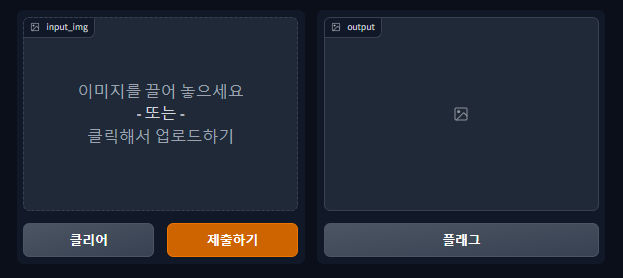 input_img
이미지를 끌어 놓으세요
- 또는 -
클릭해서 업로드하기
클리어
제출하기
output
플래그